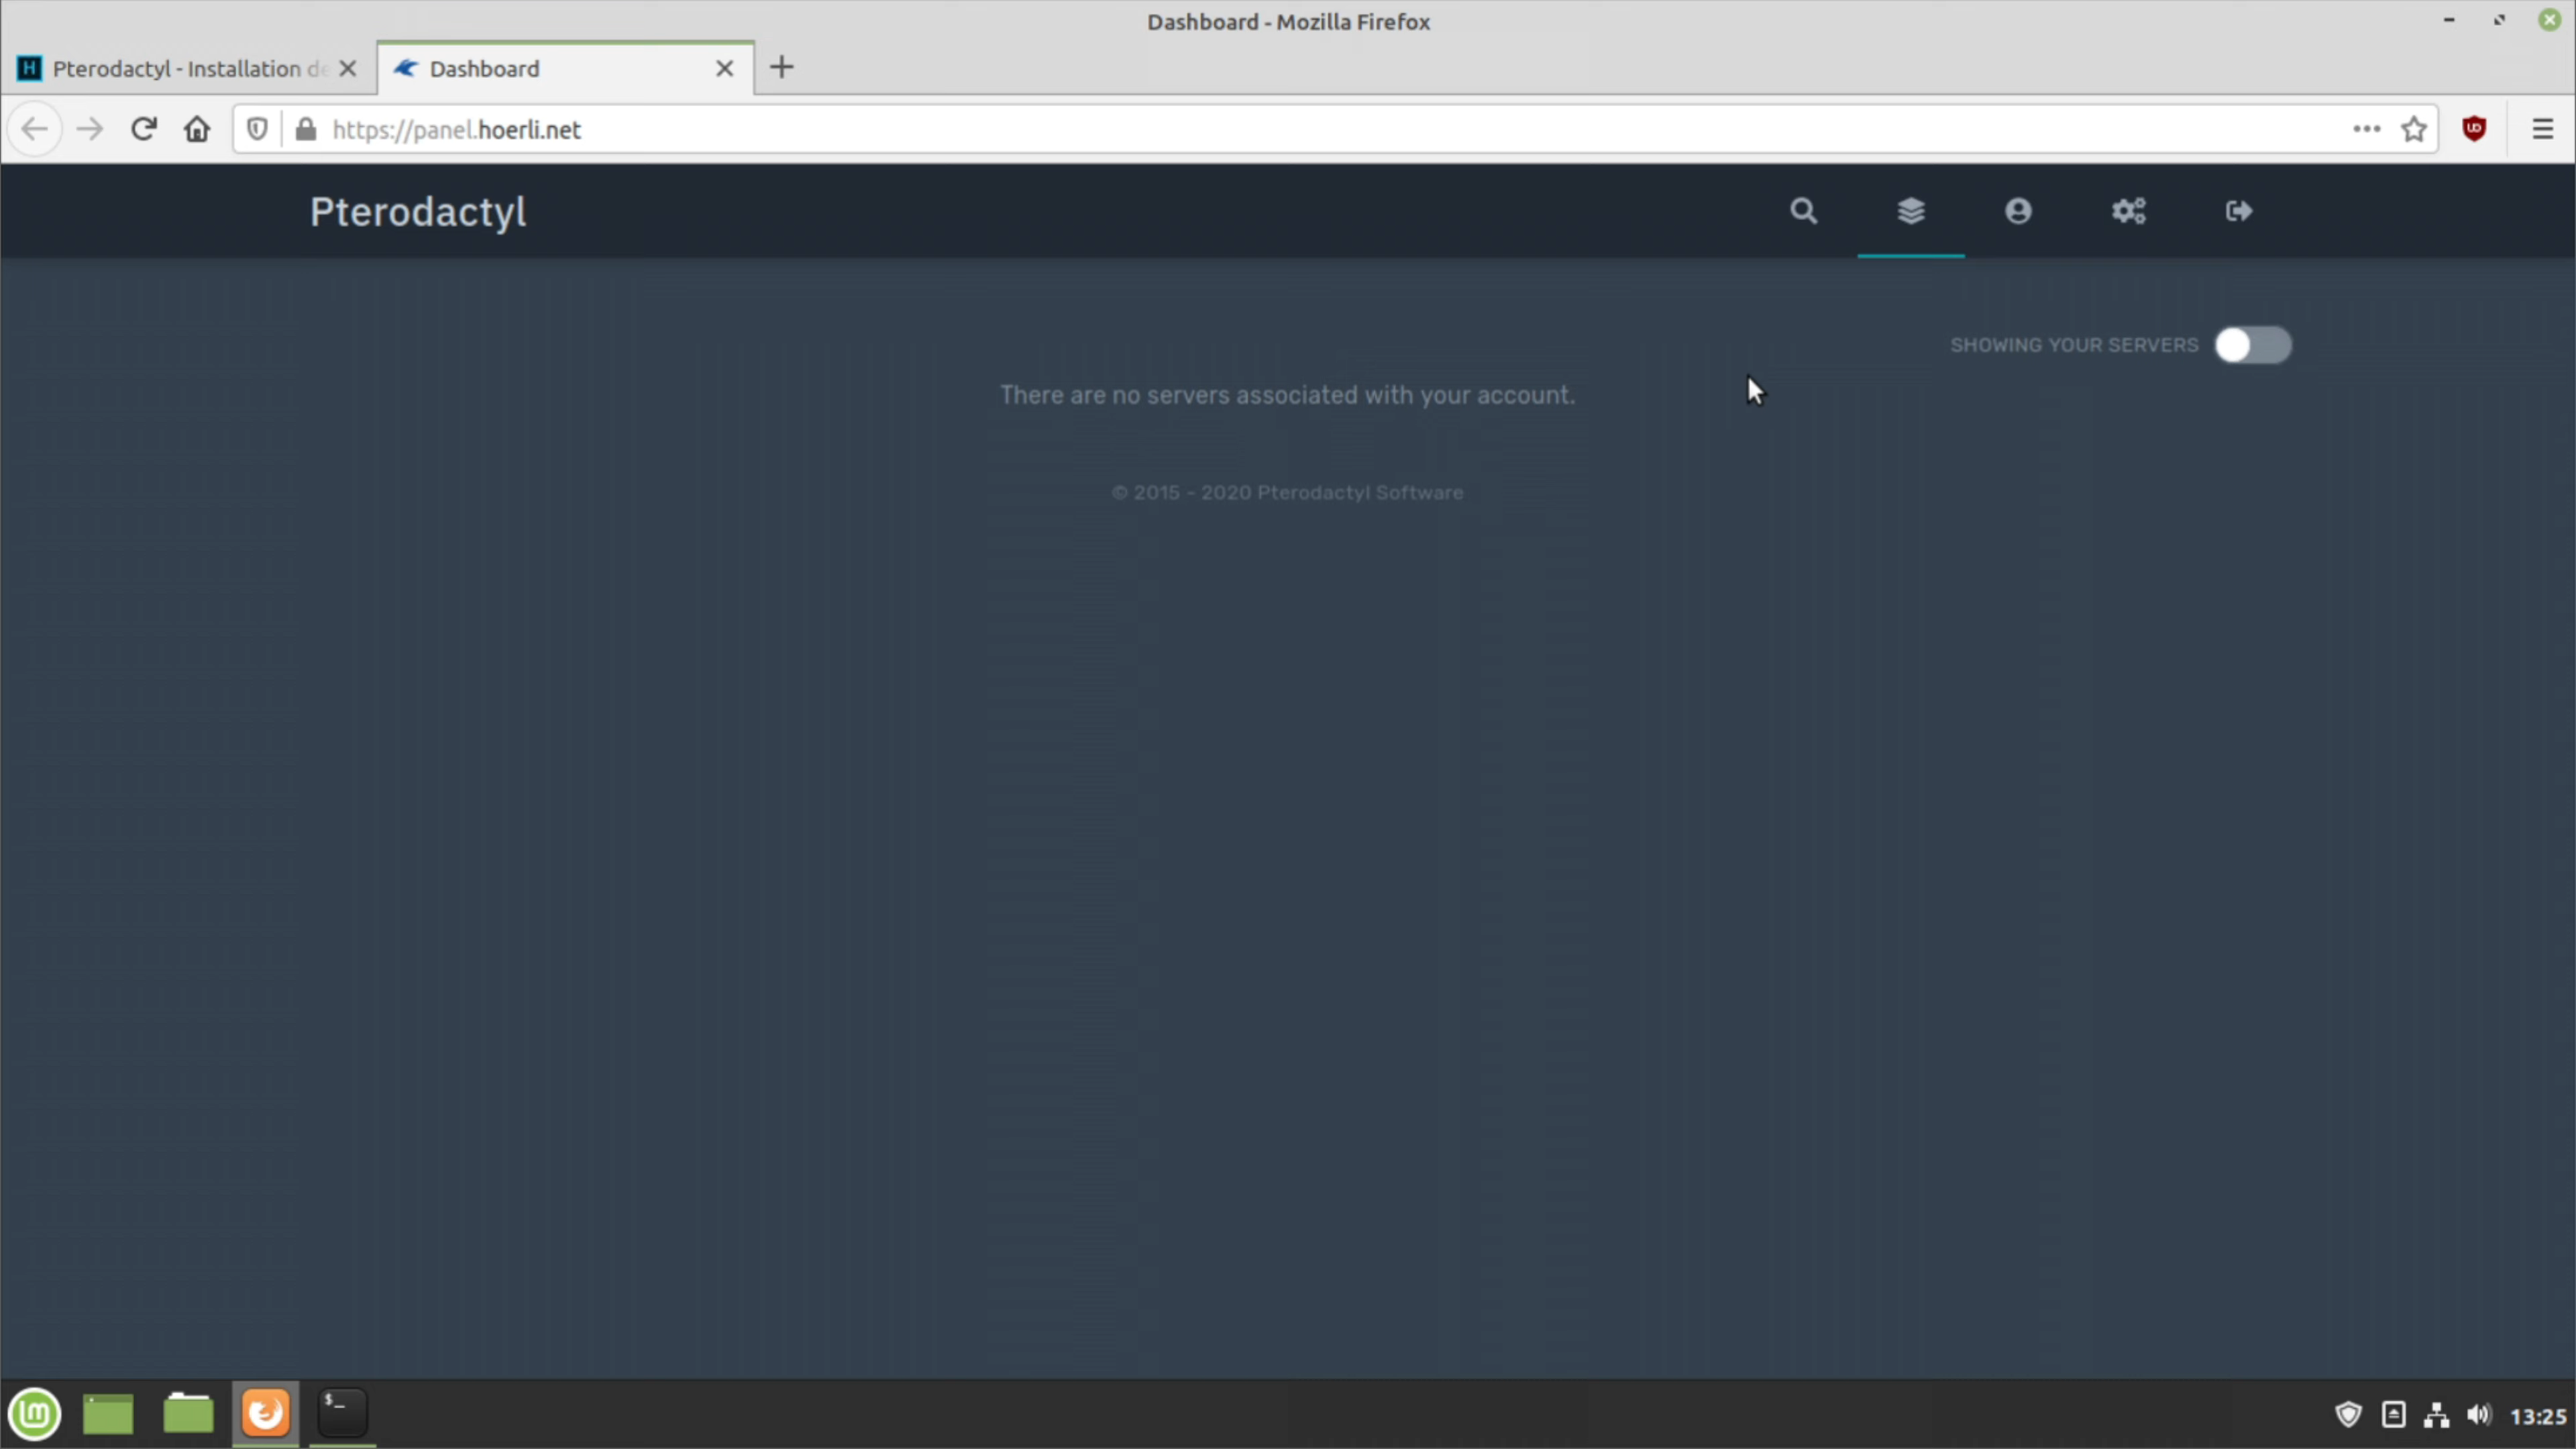 Dashboard - Mozilla Firefox
Pterodactyl - Installation de
Dashboard
https://panel.hoerli.net
Pterodactyl
SHOWING YOUR SERVERS
There are no servers associated with your account.
© 2015 - 2020 Pterodactyl Software
13:25